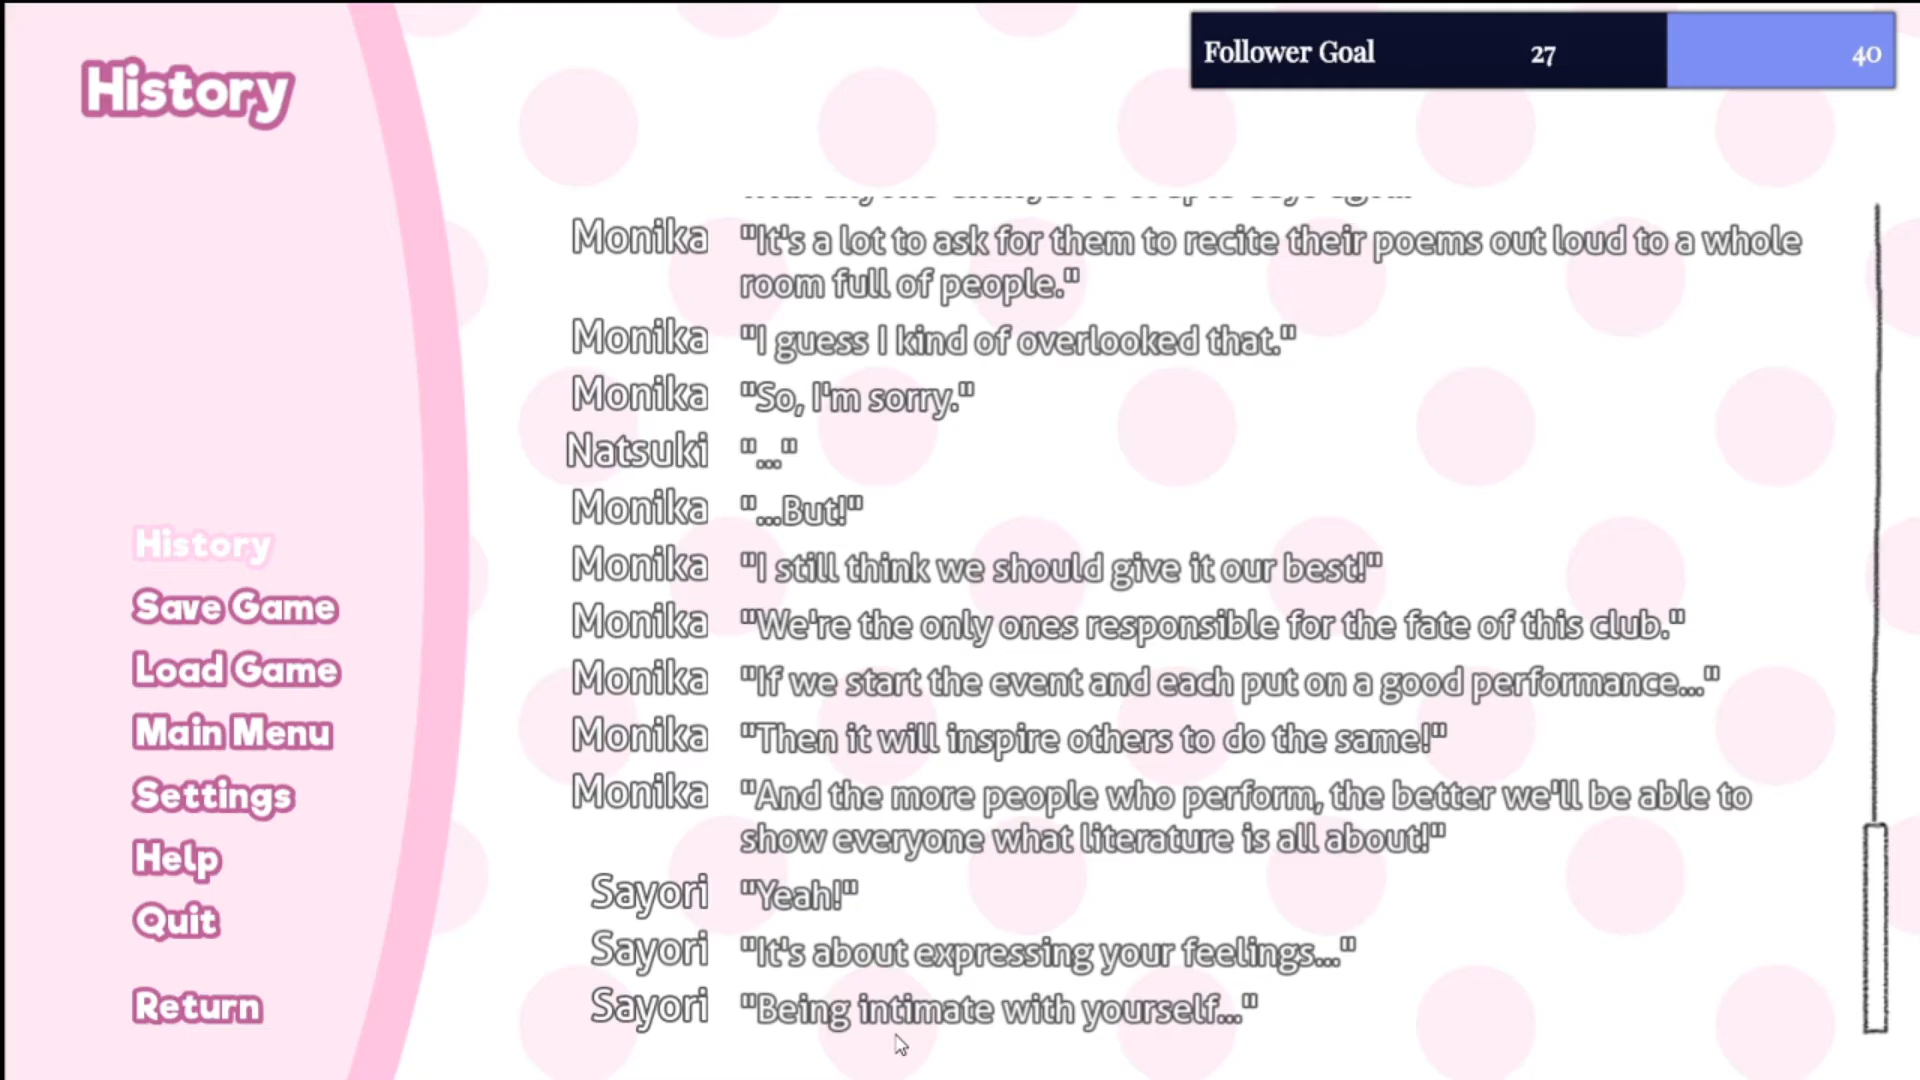 History
Follower Goal 27 40
Monika "It's a lot to ask for them to recite their poems out loud to a whole
room full of people."
Monika "I guess I kind of overlooked that."
Monika "So, I'm sorry."
Natsuki "..."
Monika "...But!"
Monika "I still think we should give it our best!"
Monika "We're the only ones responsible for the fate of this club."
Monika "If we start the event and each put on a good performance..."
Monika "Then it will inspire others to do the same!"
Monika "And the more people who perform, the better we'll be able to
show everyone what literature is all about!"
Sayori "Yeah!"
Sayori "It's about expressing your feelings..."
Sayori "Being intimate with yourself..."
History
Save Game
Load Game
Main Menu
Settings
Help
Quit
Return